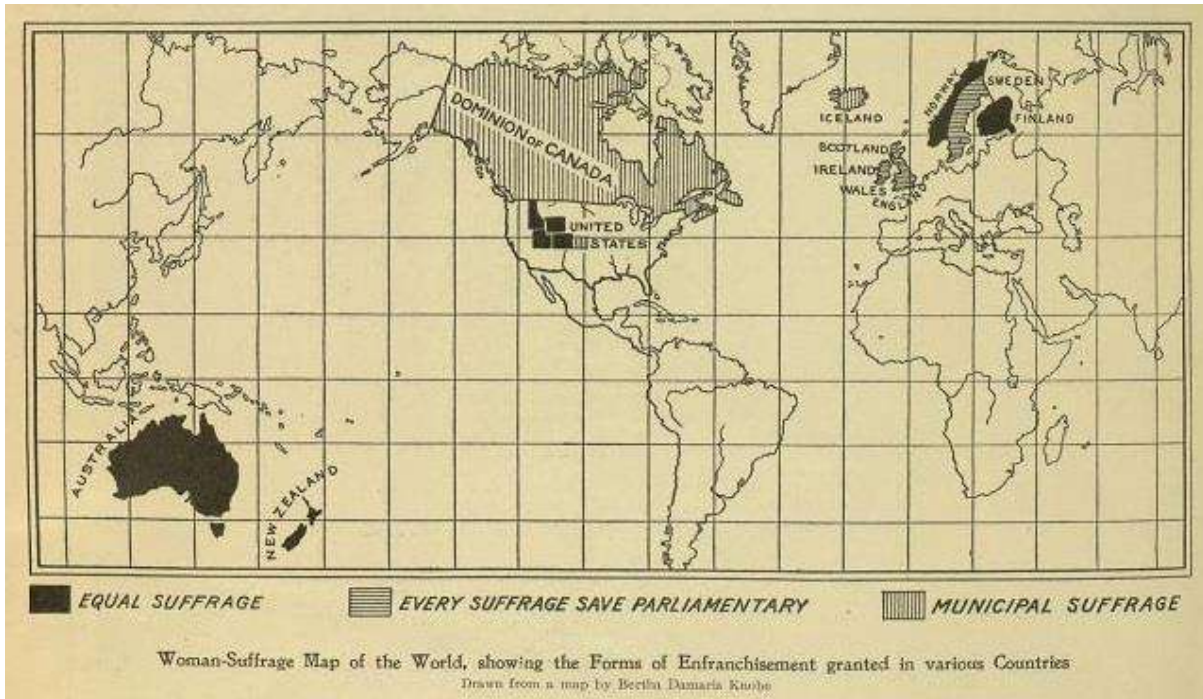 DOMINION OF CANADA
UNITED
STATES
ICELAND
NORWAY
SWEDEN
FINLAND
SCOTLAND
IRELAND
WALES
ENGLAND
AUSTRALIA
NEW ZEALAND
EQUAL SUFFRAGE
EVERY SUFFRAGE SAVE PARLIAMENTARY
MUNICIPAL SUFFRAGE
Woman-Suffrage Map of the World, showing the Forms of Enfranchisement granted in various Countries
Drawn from a map by Bertha Damaris Knobe